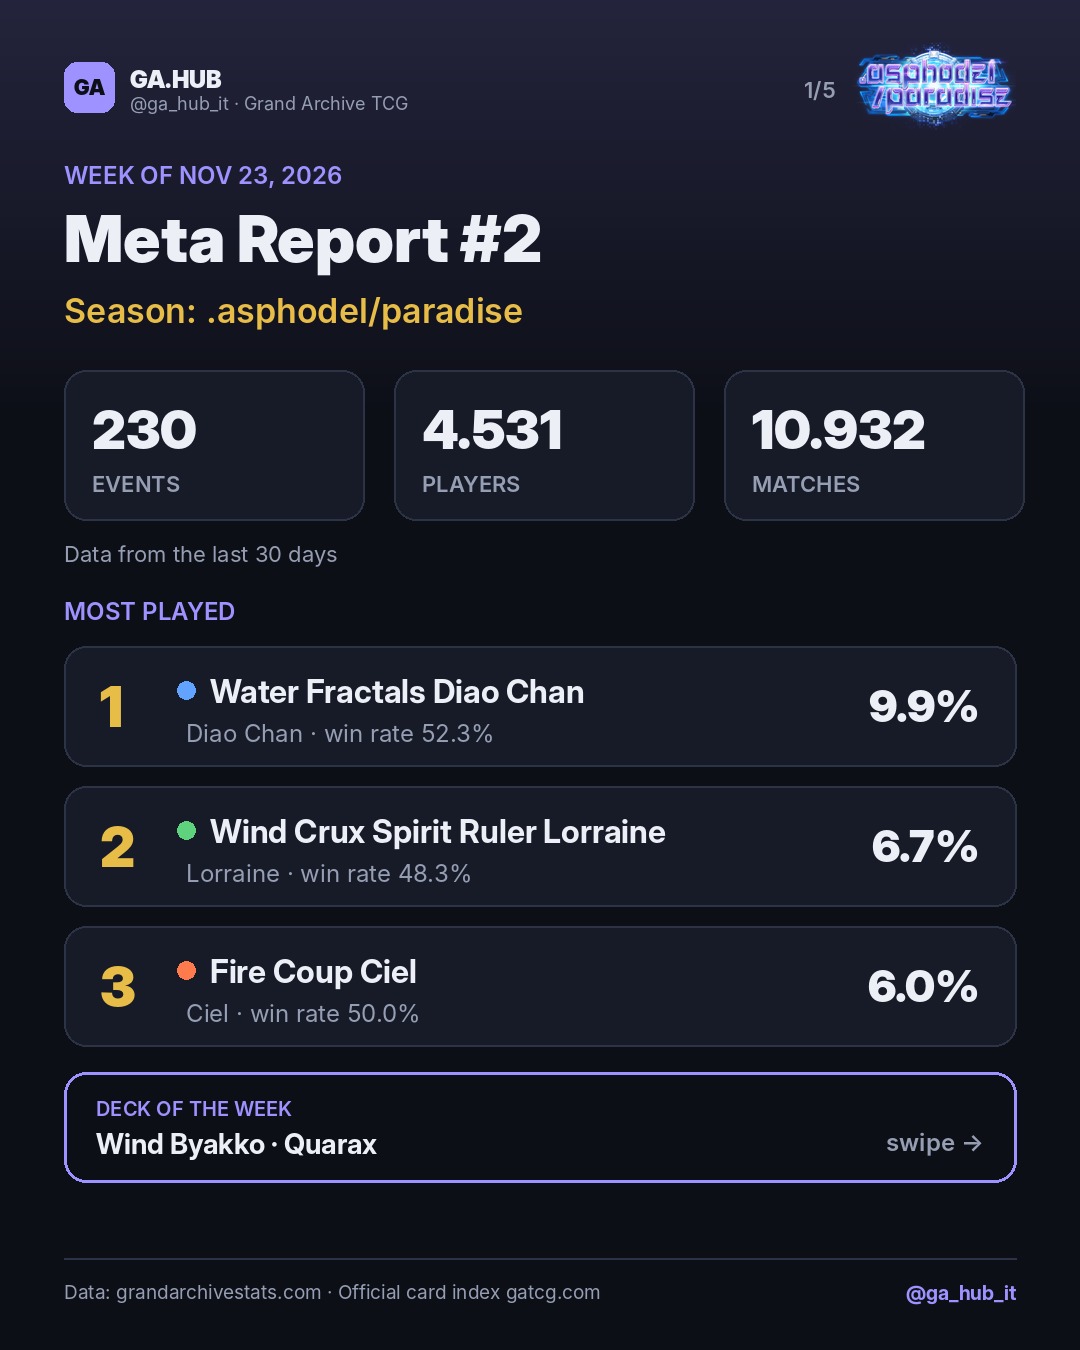 GA
GA.HUB
@ga_hub_it · Grand Archive TCG
1/5
.asphodel
/paradise
WEEK OF NOV 23, 2026
Meta Report #2
Season: .asphodel/paradise
230
EVENTS
4.531
PLAYERS
10.932
MATCHES
Data from the last 30 days
MOST PLAYED
1
Water Fractals Diao Chan
Diao Chan · win rate 52.3%
9.9%
2
Wind Crux Spirit Ruler Lorraine
Lorraine · win rate 48.3%
6.7%
3
Fire Coup Ciel
Ciel · win rate 50.0%
6.0%
DECK OF THE WEEK
Wind Byakko · Quarax
swipe →
Data: grandarchivestats.com · Official card index gatcg.com
@ga_hub_it